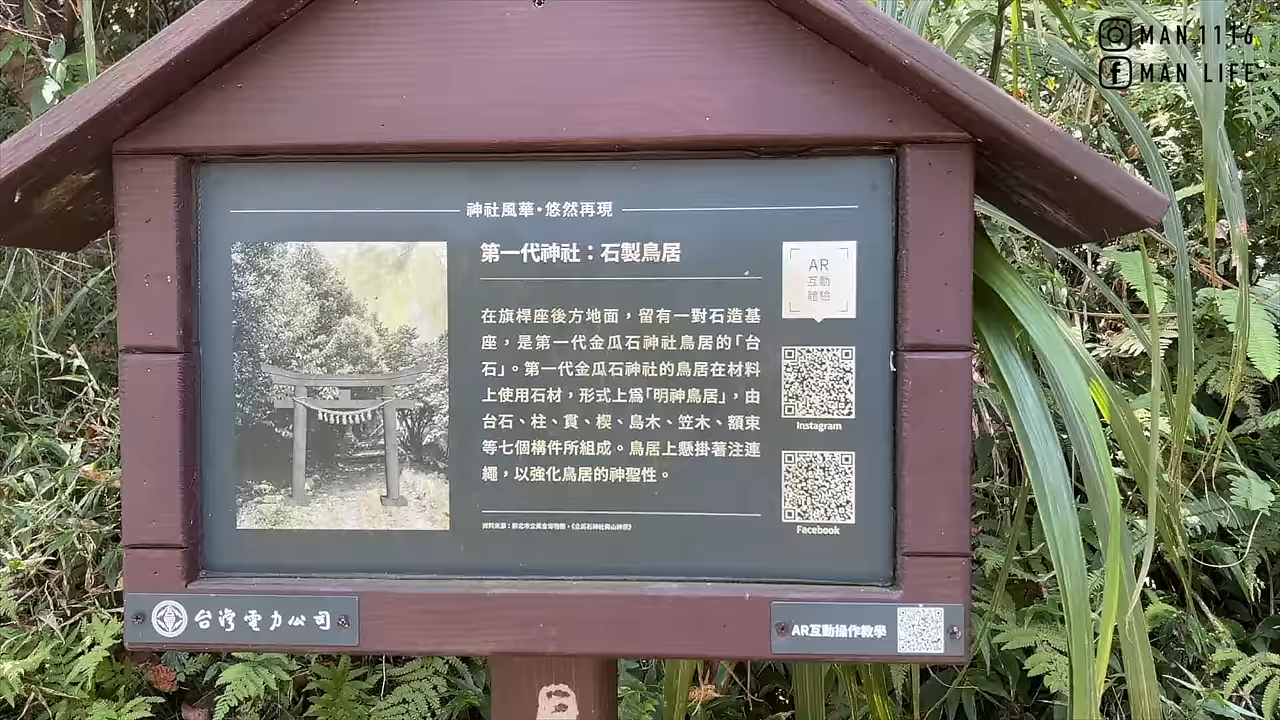 MAN 1116
MAN LIFE
神社風華•悠然再現
第一代神社：石製鳥居
AR
互動
體驗
在旗桿座後方地面，留有一對石造基
座，是第一代金瓜石神社鳥居的「台
石」。第一代金瓜石神社的鳥居在材料
上使用石材，形式上為「明神鳥居」，由
台石、柱、貫、楔、島木、笠木、額束
等七個構件所組成。鳥居上懸掛著注連
繩，以強化鳥居的神聖性。
Instagram
Facebook
資料來源：新北市立黃金博物館，《金瓜石神社與山神祭》
台灣電力公司
AR互動操作教學